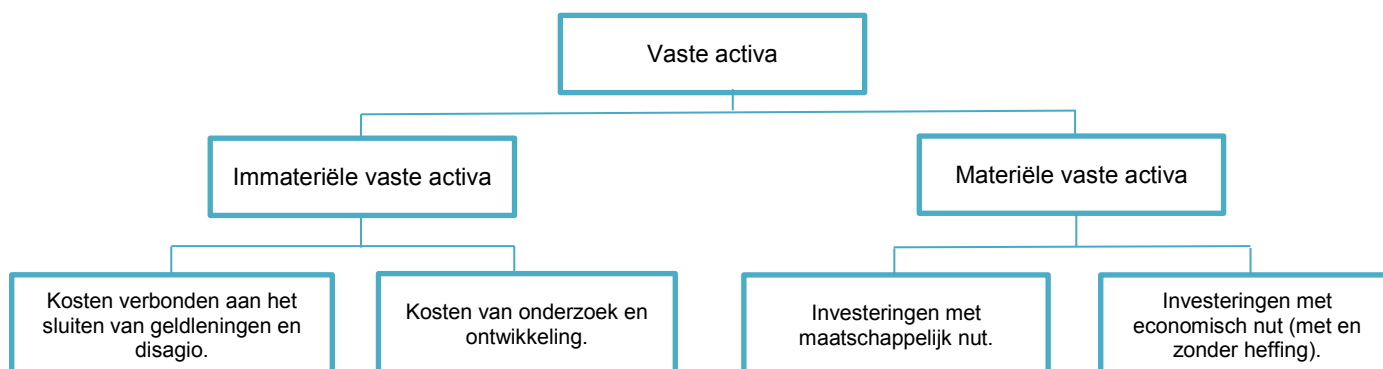 Vaste activa
Immateriële vaste activa
Materiële vaste activa
Kosten verbonden aan het
sluiten van geldleningen en
disagio.
Kosten van onderzoek en
ontwikkeling.
Investeringen met
maatschappelijk nut.
Investeringen met
economisch nut (met en
zonder heffing).